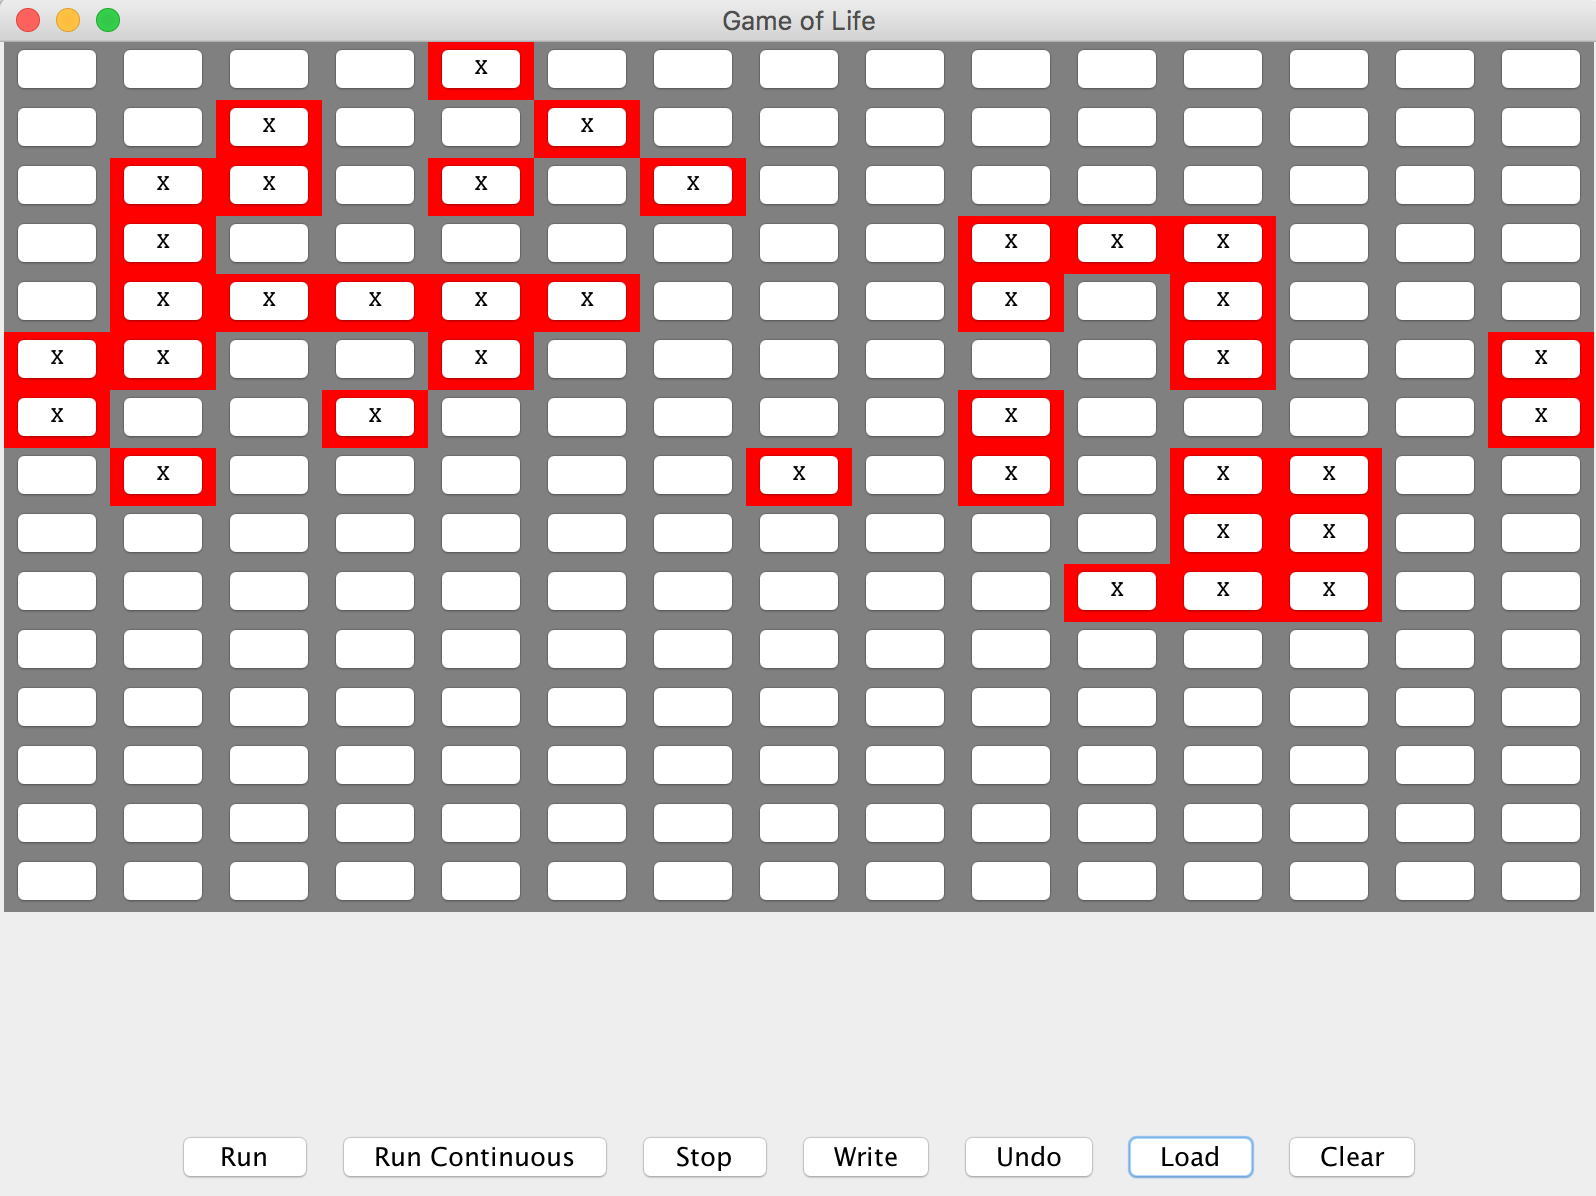 Game of Life
x
x x
x x x x
x x x x
x x x x x x x
x x x x x
x x x x
x x x x x
x x
x x x
Run Run Continuous Stop Write Undo Load Clear